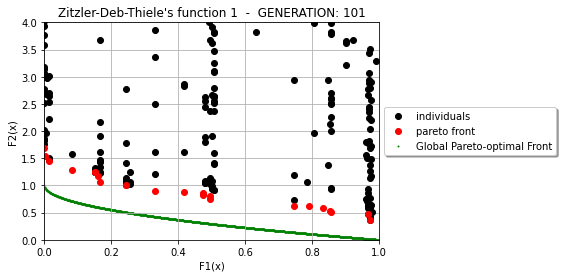 Zitzler-Deb-Thiele's function 1 - GENERATION: 101
F2(x)
4.0
3.5
3.0
2.5
2.0
1.5
1.0
0.5
0.0
0.0 0.2 0.4 0.6 0.8 1.0
F1(x)
individuals
pareto front
Global Pareto-optimal Front